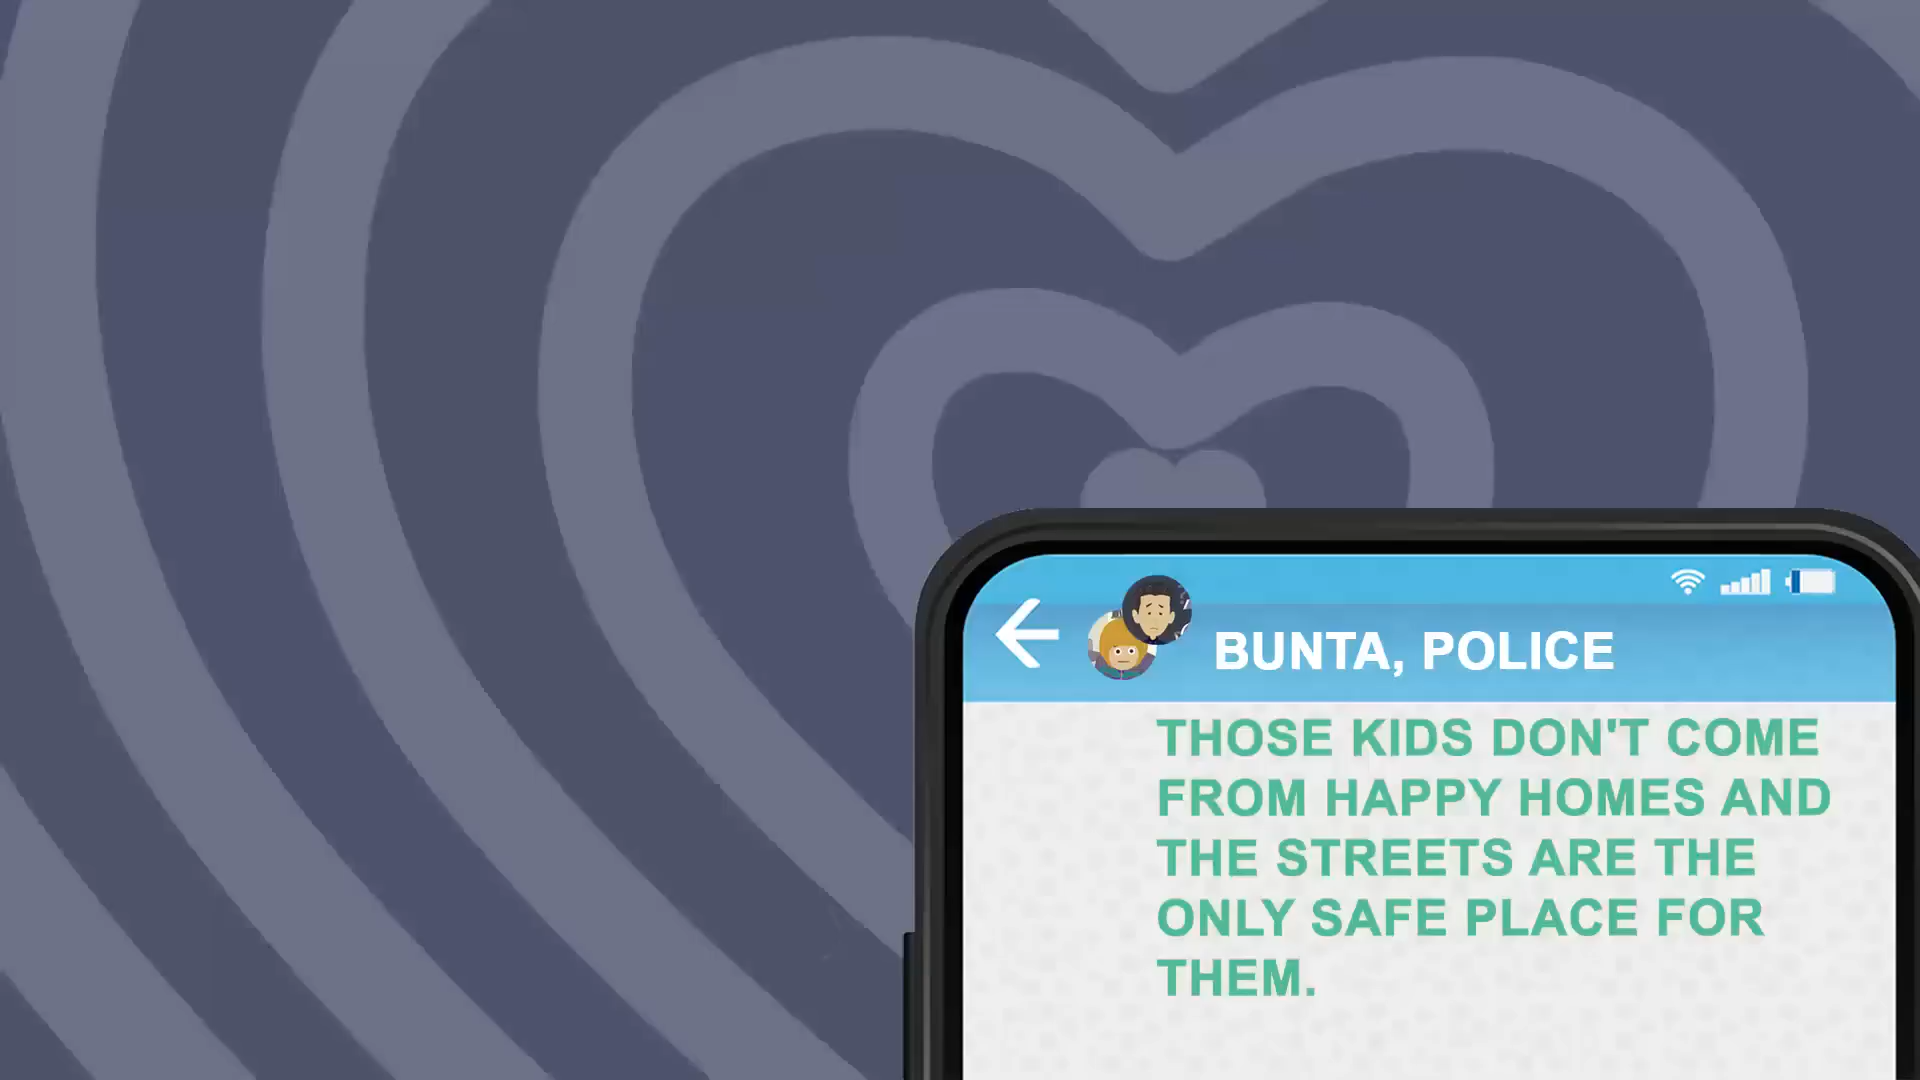 BUNTA, POLICE
THOSE KIDS DON'T COME
FROM HAPPY HOMES AND
THE STREETS ARE THE
ONLY SAFE PLACE FOR
THEM.